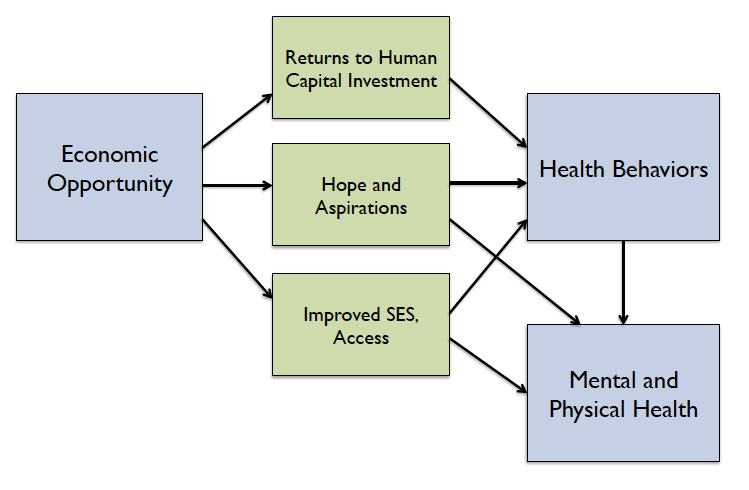 Returns to Human
Capital Investment
Economic
Opportunity
Health Behaviors
Hope and
Aspirations
Improved SES,
Access
Mental and
Physical Health